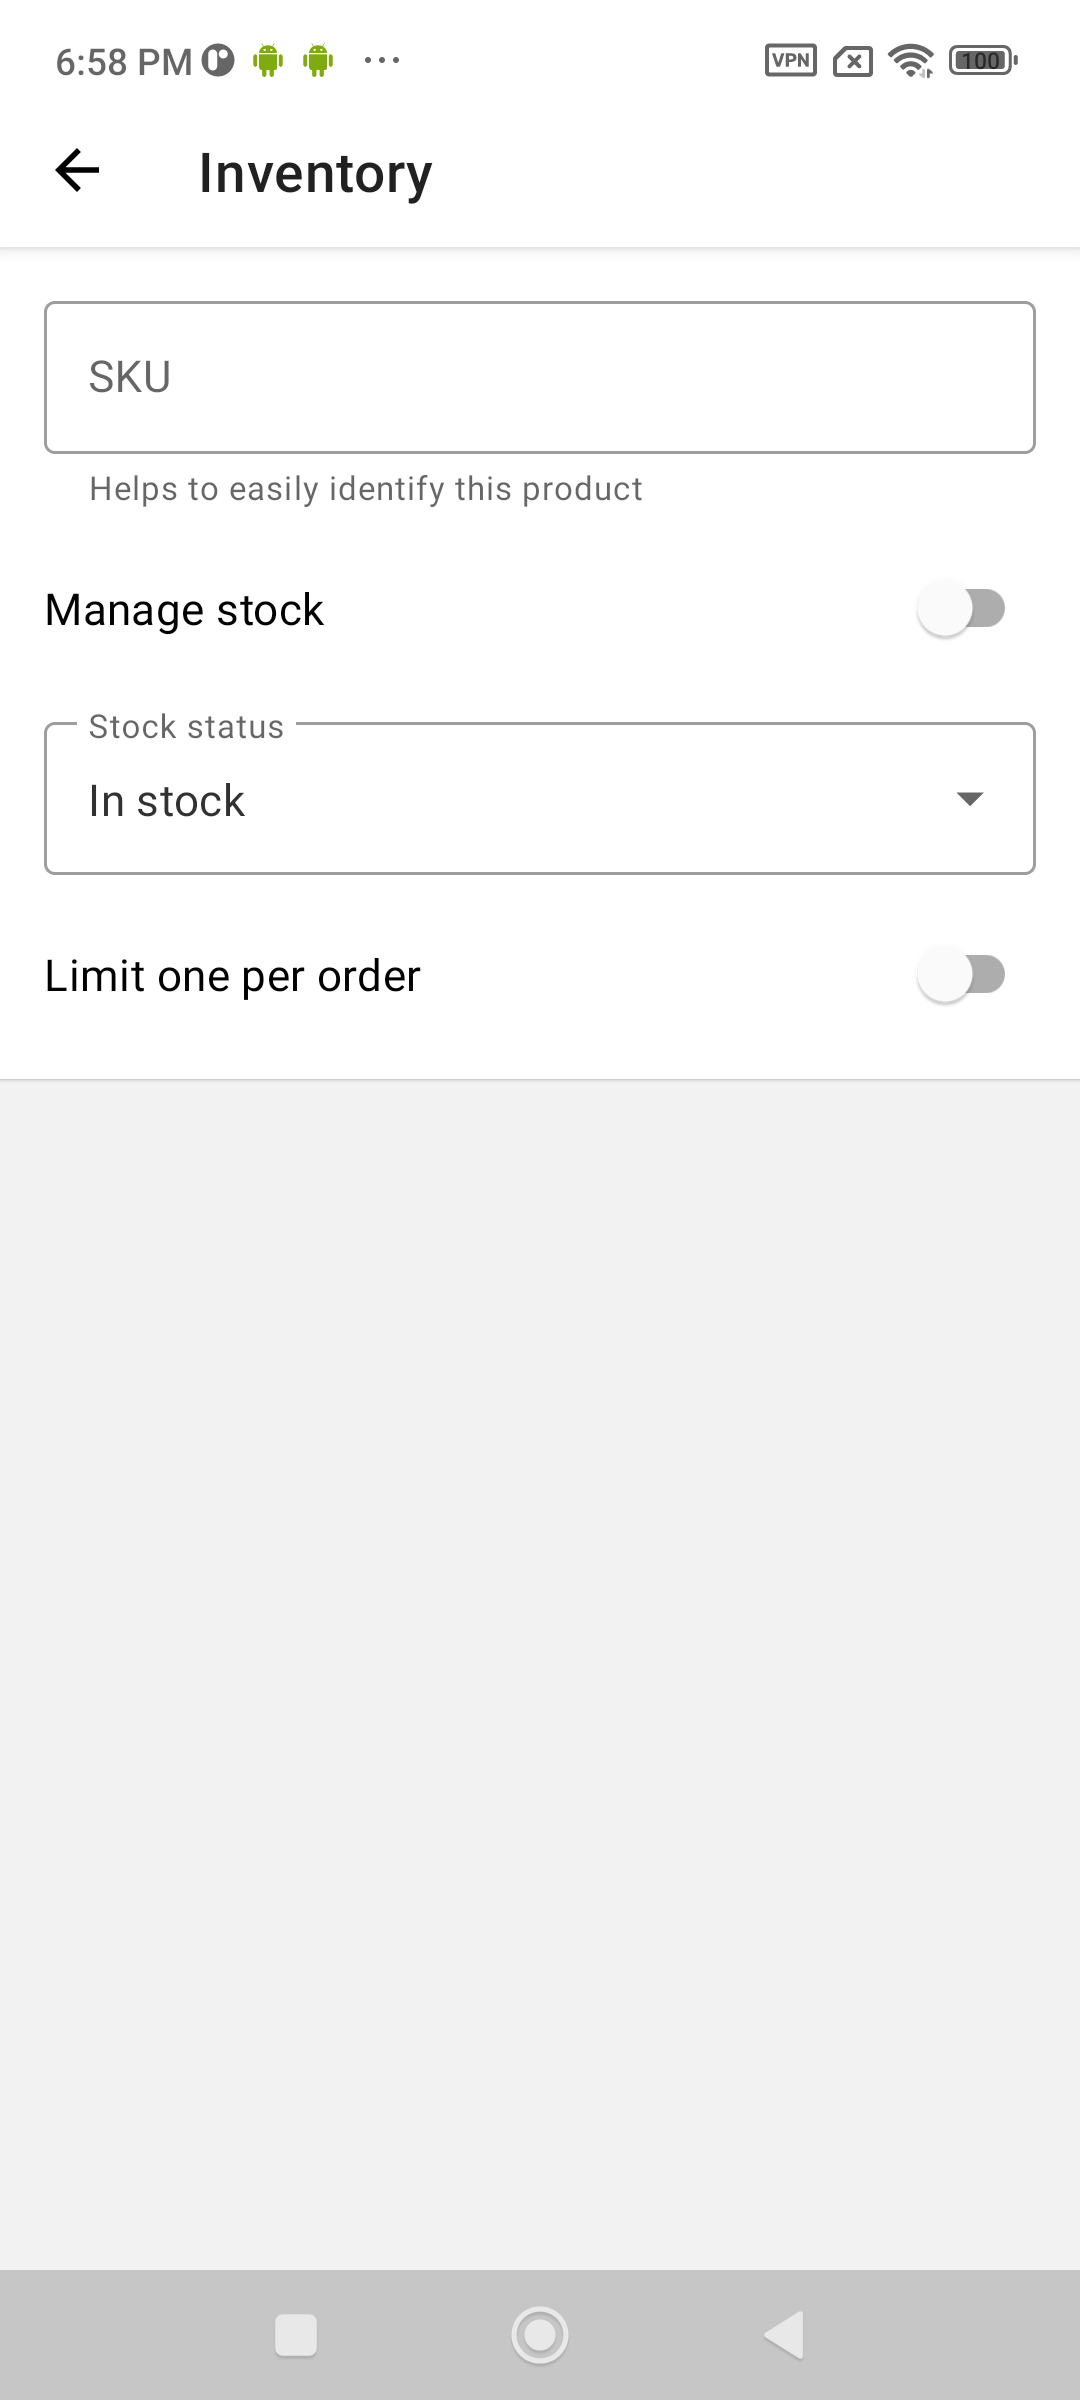 6:58 PM
VPN
100
Inventory
SKU
Helps to easily identify this product
Manage stock
Stock status
In stock
Limit one per order